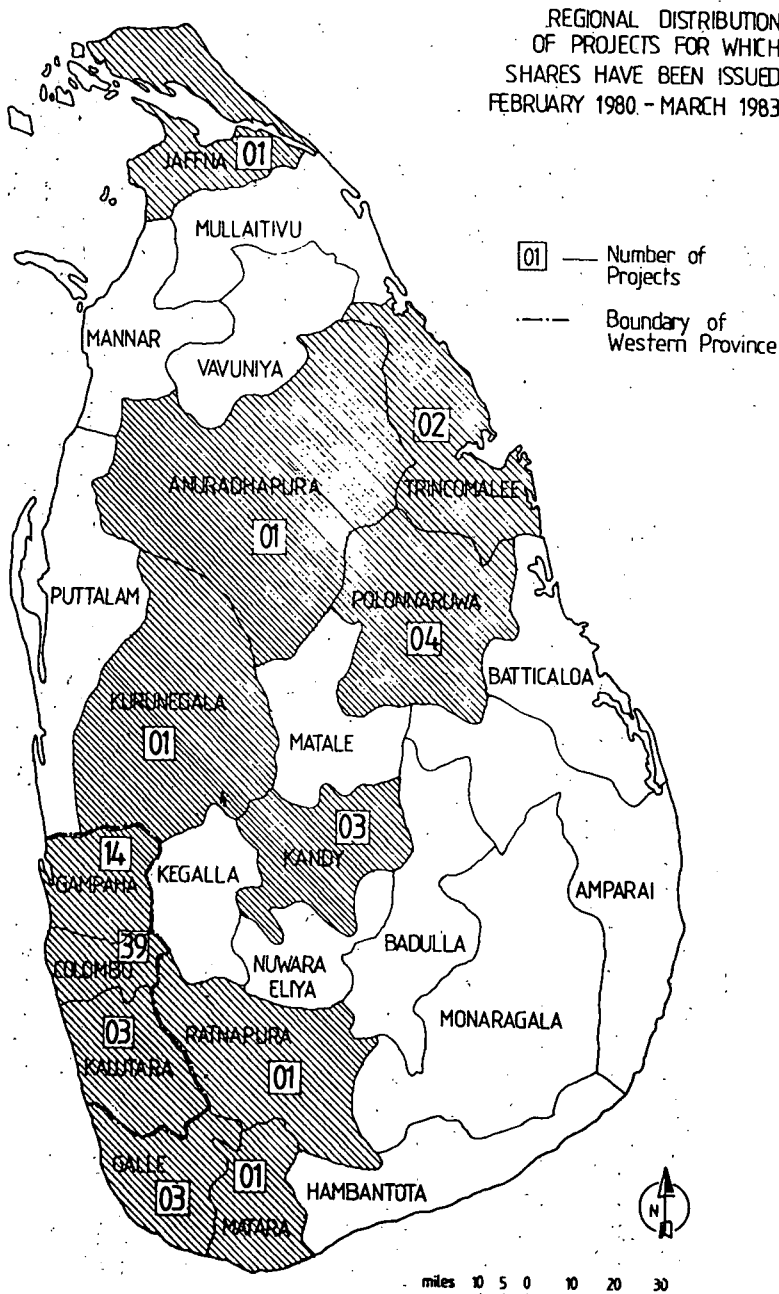 REGIONAL DISTRIBUTION
OF PROJECTS FOR WHICH
SHARES HAVE BEEN ISSUED
FEBRUARY 1980 - MARCH 1983
01 — Number of
Projects
Boundary of
Western Province
JAFFNA 01
MULLAITIVU
MANNAR
VAVUNIYA
02
ANURADHAPURA
TRINCOMALEE
01
PUTTALAM
POLONNARUWA
04
BATTICALOA
KURUNEGALA
01
MATALE
03
14
KANDY
KEGALLA
GAMPAHA
AMPARAI
39
BADULLA
COLOMBO
NUWARA
ELIYA
MONARAGALA
03
RATNAPURA
KALUTARA
01
GALLE
01
03
HAMBANTOTA
MATARA
N
miles 10 5 0 10 20 30